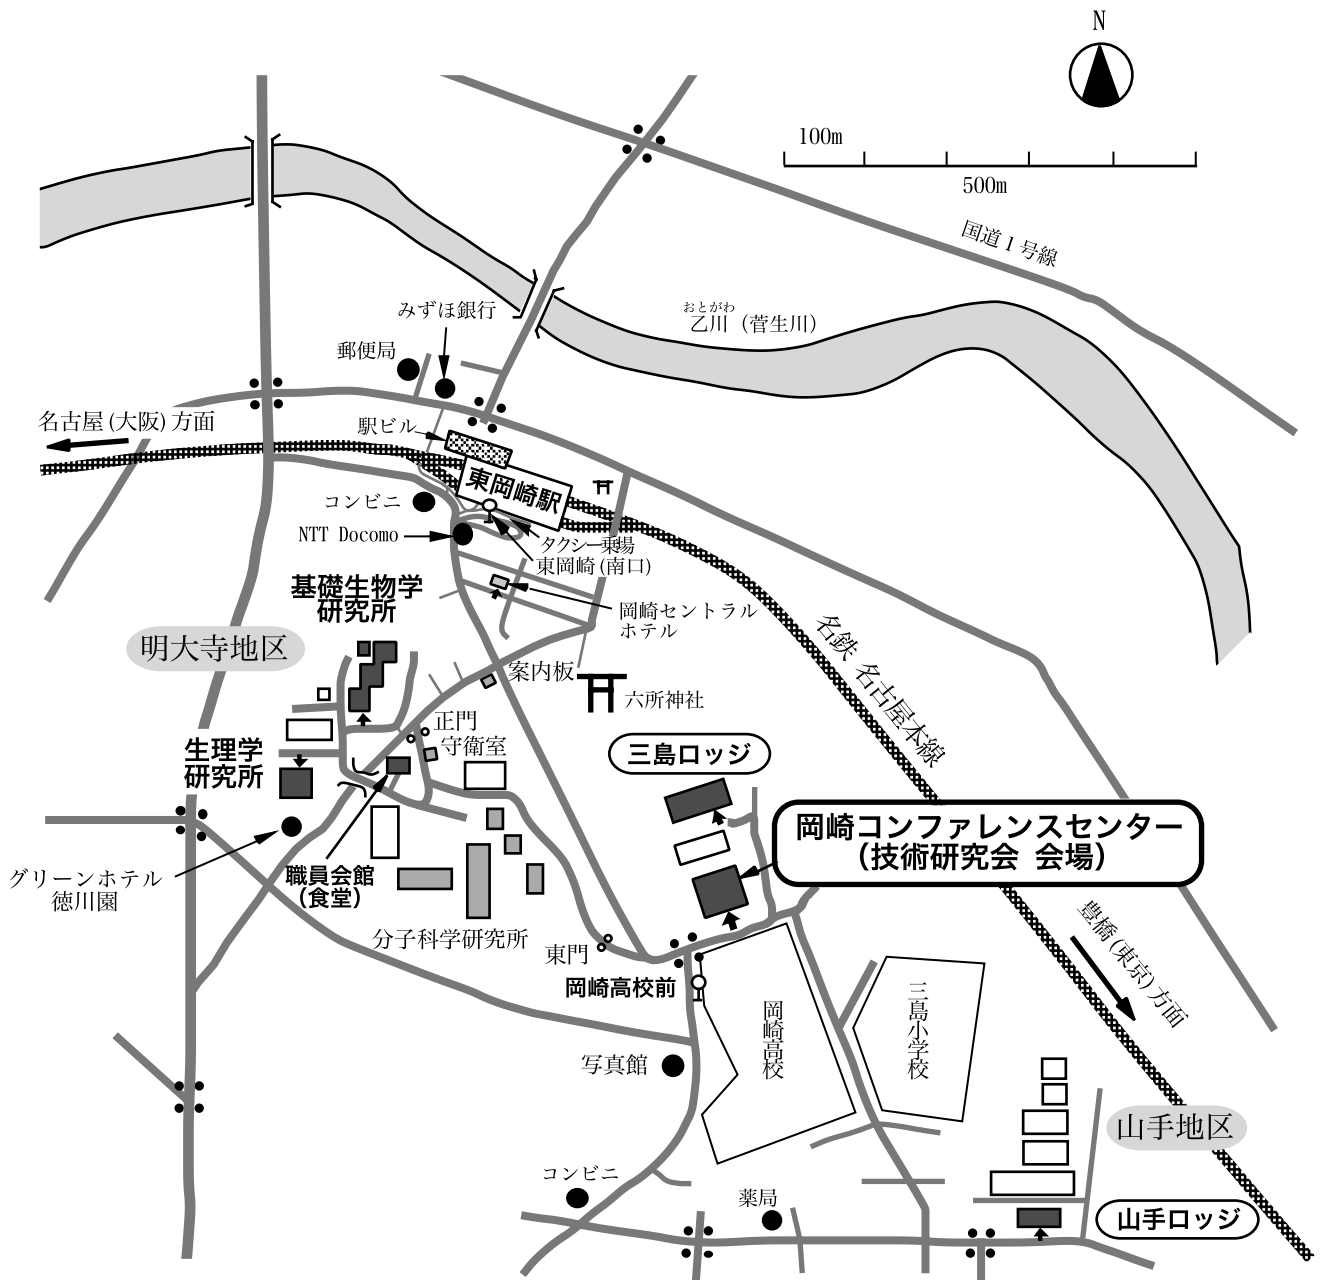 N
100m
500m
国道1号線
おとがわ
乙川（菅生川）
みずほ銀行
郵便局
名古屋(大阪)方面
駅ビル
東岡崎駅
コンビニ
NTT Docomo
タクシー乗場
東岡崎(南口)
基礎生物学
研究所
岡崎セントラル
ホテル
明大寺地区
案内板
六所神社
名鉄 名古屋本線
正門
守衛室
生理学
研究所
三島ロッジ
岡崎コンファレンスセンター
（技術研究会 会場）
グリーンホテル
徳川園
職員会館
（食堂）
分子科学研究所
東門
岡崎高校前
豊橋(東京)方面
岡崎高校
三島小学校
写真館
山手地区
コンビニ
薬局
山手ロッジ